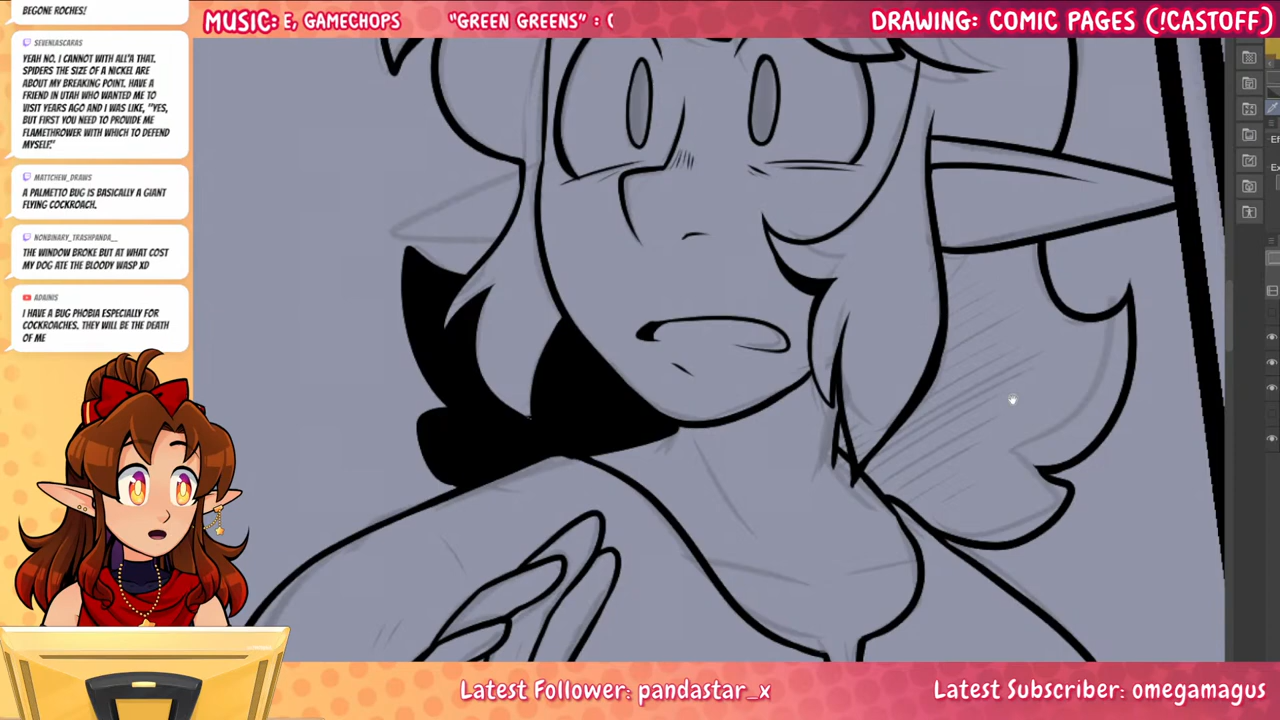 BEGONE ROCHES!
MUSIC: E, GAMECHOPS "GREEN GREENS" : (
DRAWING: COMIC PAGES (!CASTOFF)
SEVENLASCARAS
YEAH NO. I CANNOT WITH ALL'A THAT.
SPIDERS THE SIZE OF A NICKEL ARE
ABOUT MY BREAKING POINT. HAVE A
FRIEND IN UTAH WHO WANTED ME TO
VISIT YEARS AGO AND I WAS LIKE, "YES,
BUT FIRST YOU NEED TO PROVIDE ME
FLAMETHROWER WITH WHICH TO DEFEND
MYSELF."
MATTCHEW_DRAWS
A PALMETTO BUG IS BASICALLY A GIANT
FLYING COCKROACH.
NONBINARY_TRASHPANDA__
THE WINDOW BROKE BUT AT WHAT COST
MY DOG ATE THE BLOODY WASP XD
ADAINIS
I HAVE A BUG PHOBIA ESPECIALLY FOR
COCKROACHES. THEY WILL BE THE DEATH
OF ME
Latest Follower: pandastar_x
Latest Subscriber: omegamagus